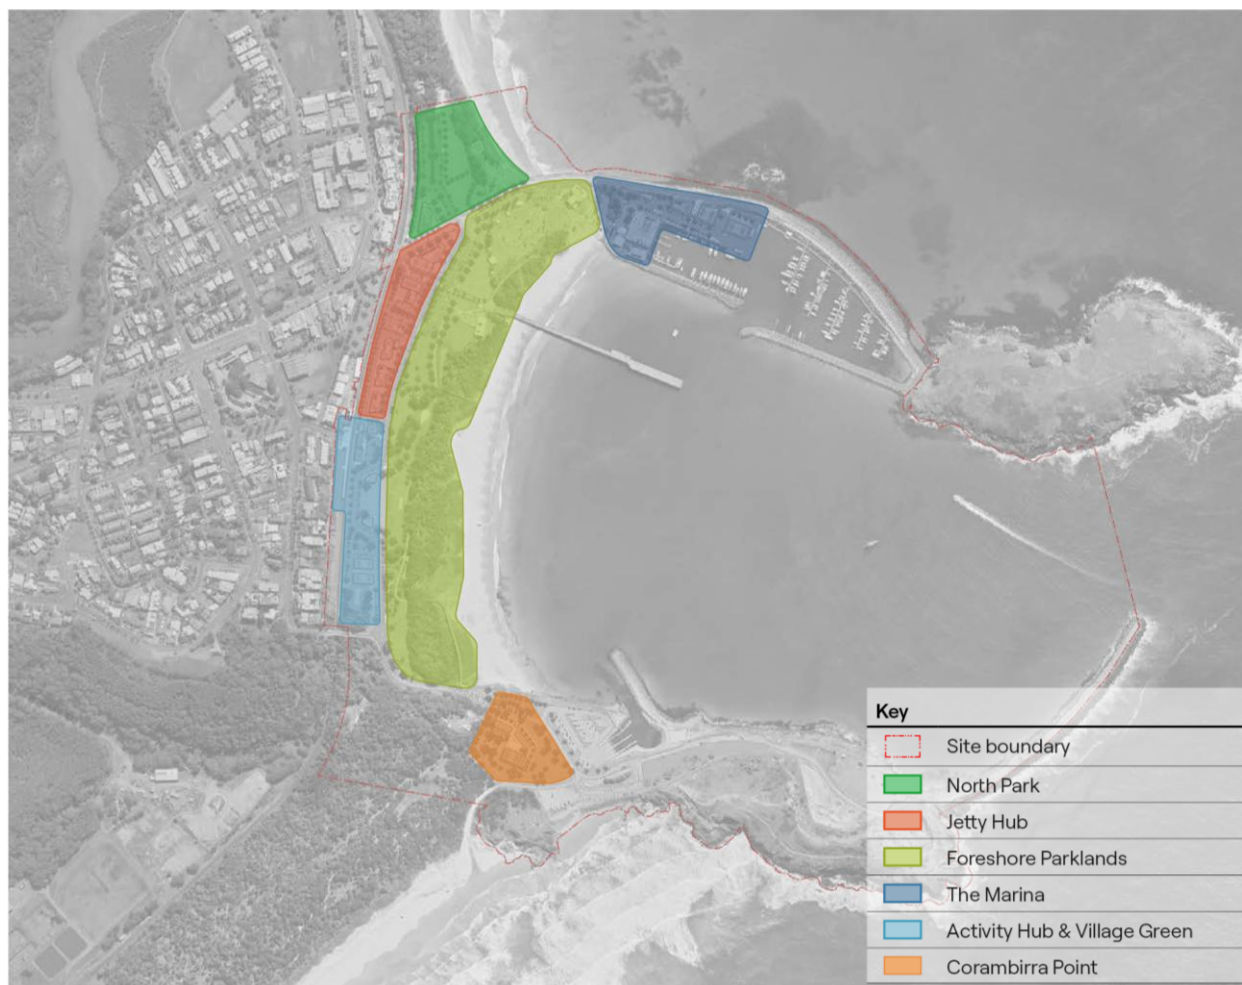 Key
Site boundary
North Park
Jetty Hub
Foreshore Parklands
The Marina
Activity Hub & Village Green
Corambirra Point